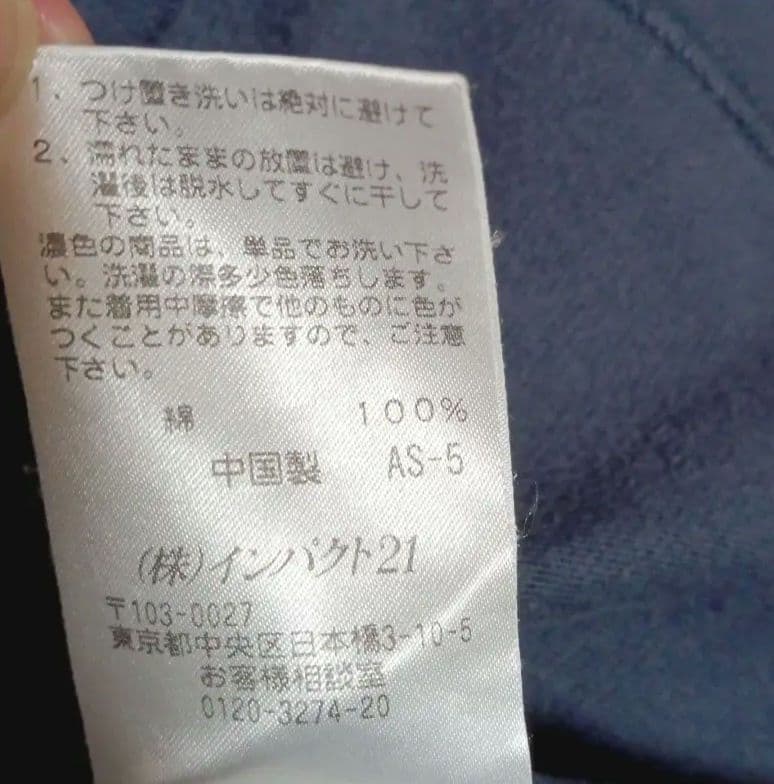 1、つけ置き洗いは絶対に避けて
下さい。
2、濡れたままの放置は避け、洗
濯後は脱水してすぐに干して
下さい。
濃色の商品は、単品でお洗い下さ
い。洗濯の際多少色落ちします。
また着用中摩擦で他のものに色が
つくことがありますので、ご注意
下さい。
綿 100%
中国製 AS-5
(株)インパクト21
〒103-0027
東京都中央区日本橋3-10-5
お客様相談室
0120-3274-20